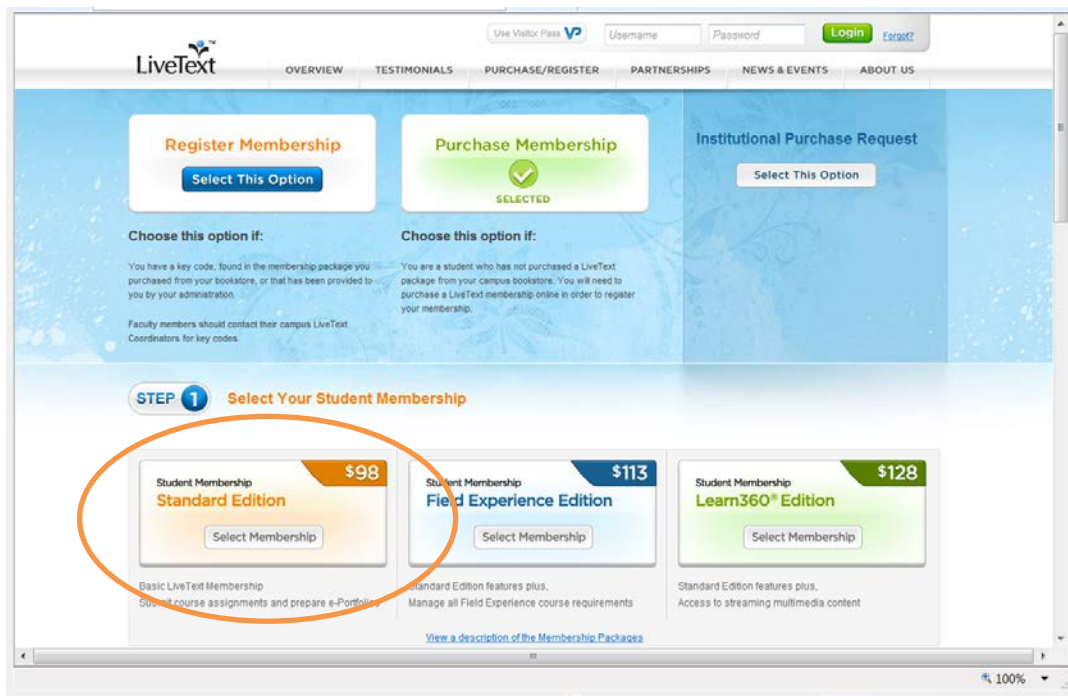 Use Visitor Pass VP Username Password Login Forgot?
LiveText™
OVERVIEW TESTIMONIALS PURCHASE/REGISTER PARTNERSHIPS NEWS & EVENTS ABOUT US
Register Membership
Select This Option
Purchase Membership
SELECTED
Institutional Purchase Request
Select This Option
Choose this option if:
You have a key code, found in the membership package you
purchased from your bookstore, or that has been provided to
you by your administration.
Faculty members should contact their campus LiveText
Coordinators for key codes.
Choose this option if:
You are a student who has not purchased a LiveText
package from your campus bookstore. You will need to
purchase a LiveText membership online in order to register
your membership.
STEP 1 Select Your Student Membership
$98
Student Membership
Standard Edition
Select Membership
Basic LiveText Membership
Submit course assignments and prepare e-Portfolios
$113
Student Membership
Field Experience Edition
Select Membership
Standard Edition features plus,
Manage all Field Experience course requirements
$128
Student Membership
Learn360® Edition
Select Membership
Standard Edition features plus,
Access to streaming multimedia content
View a description of the Membership Packages
100%